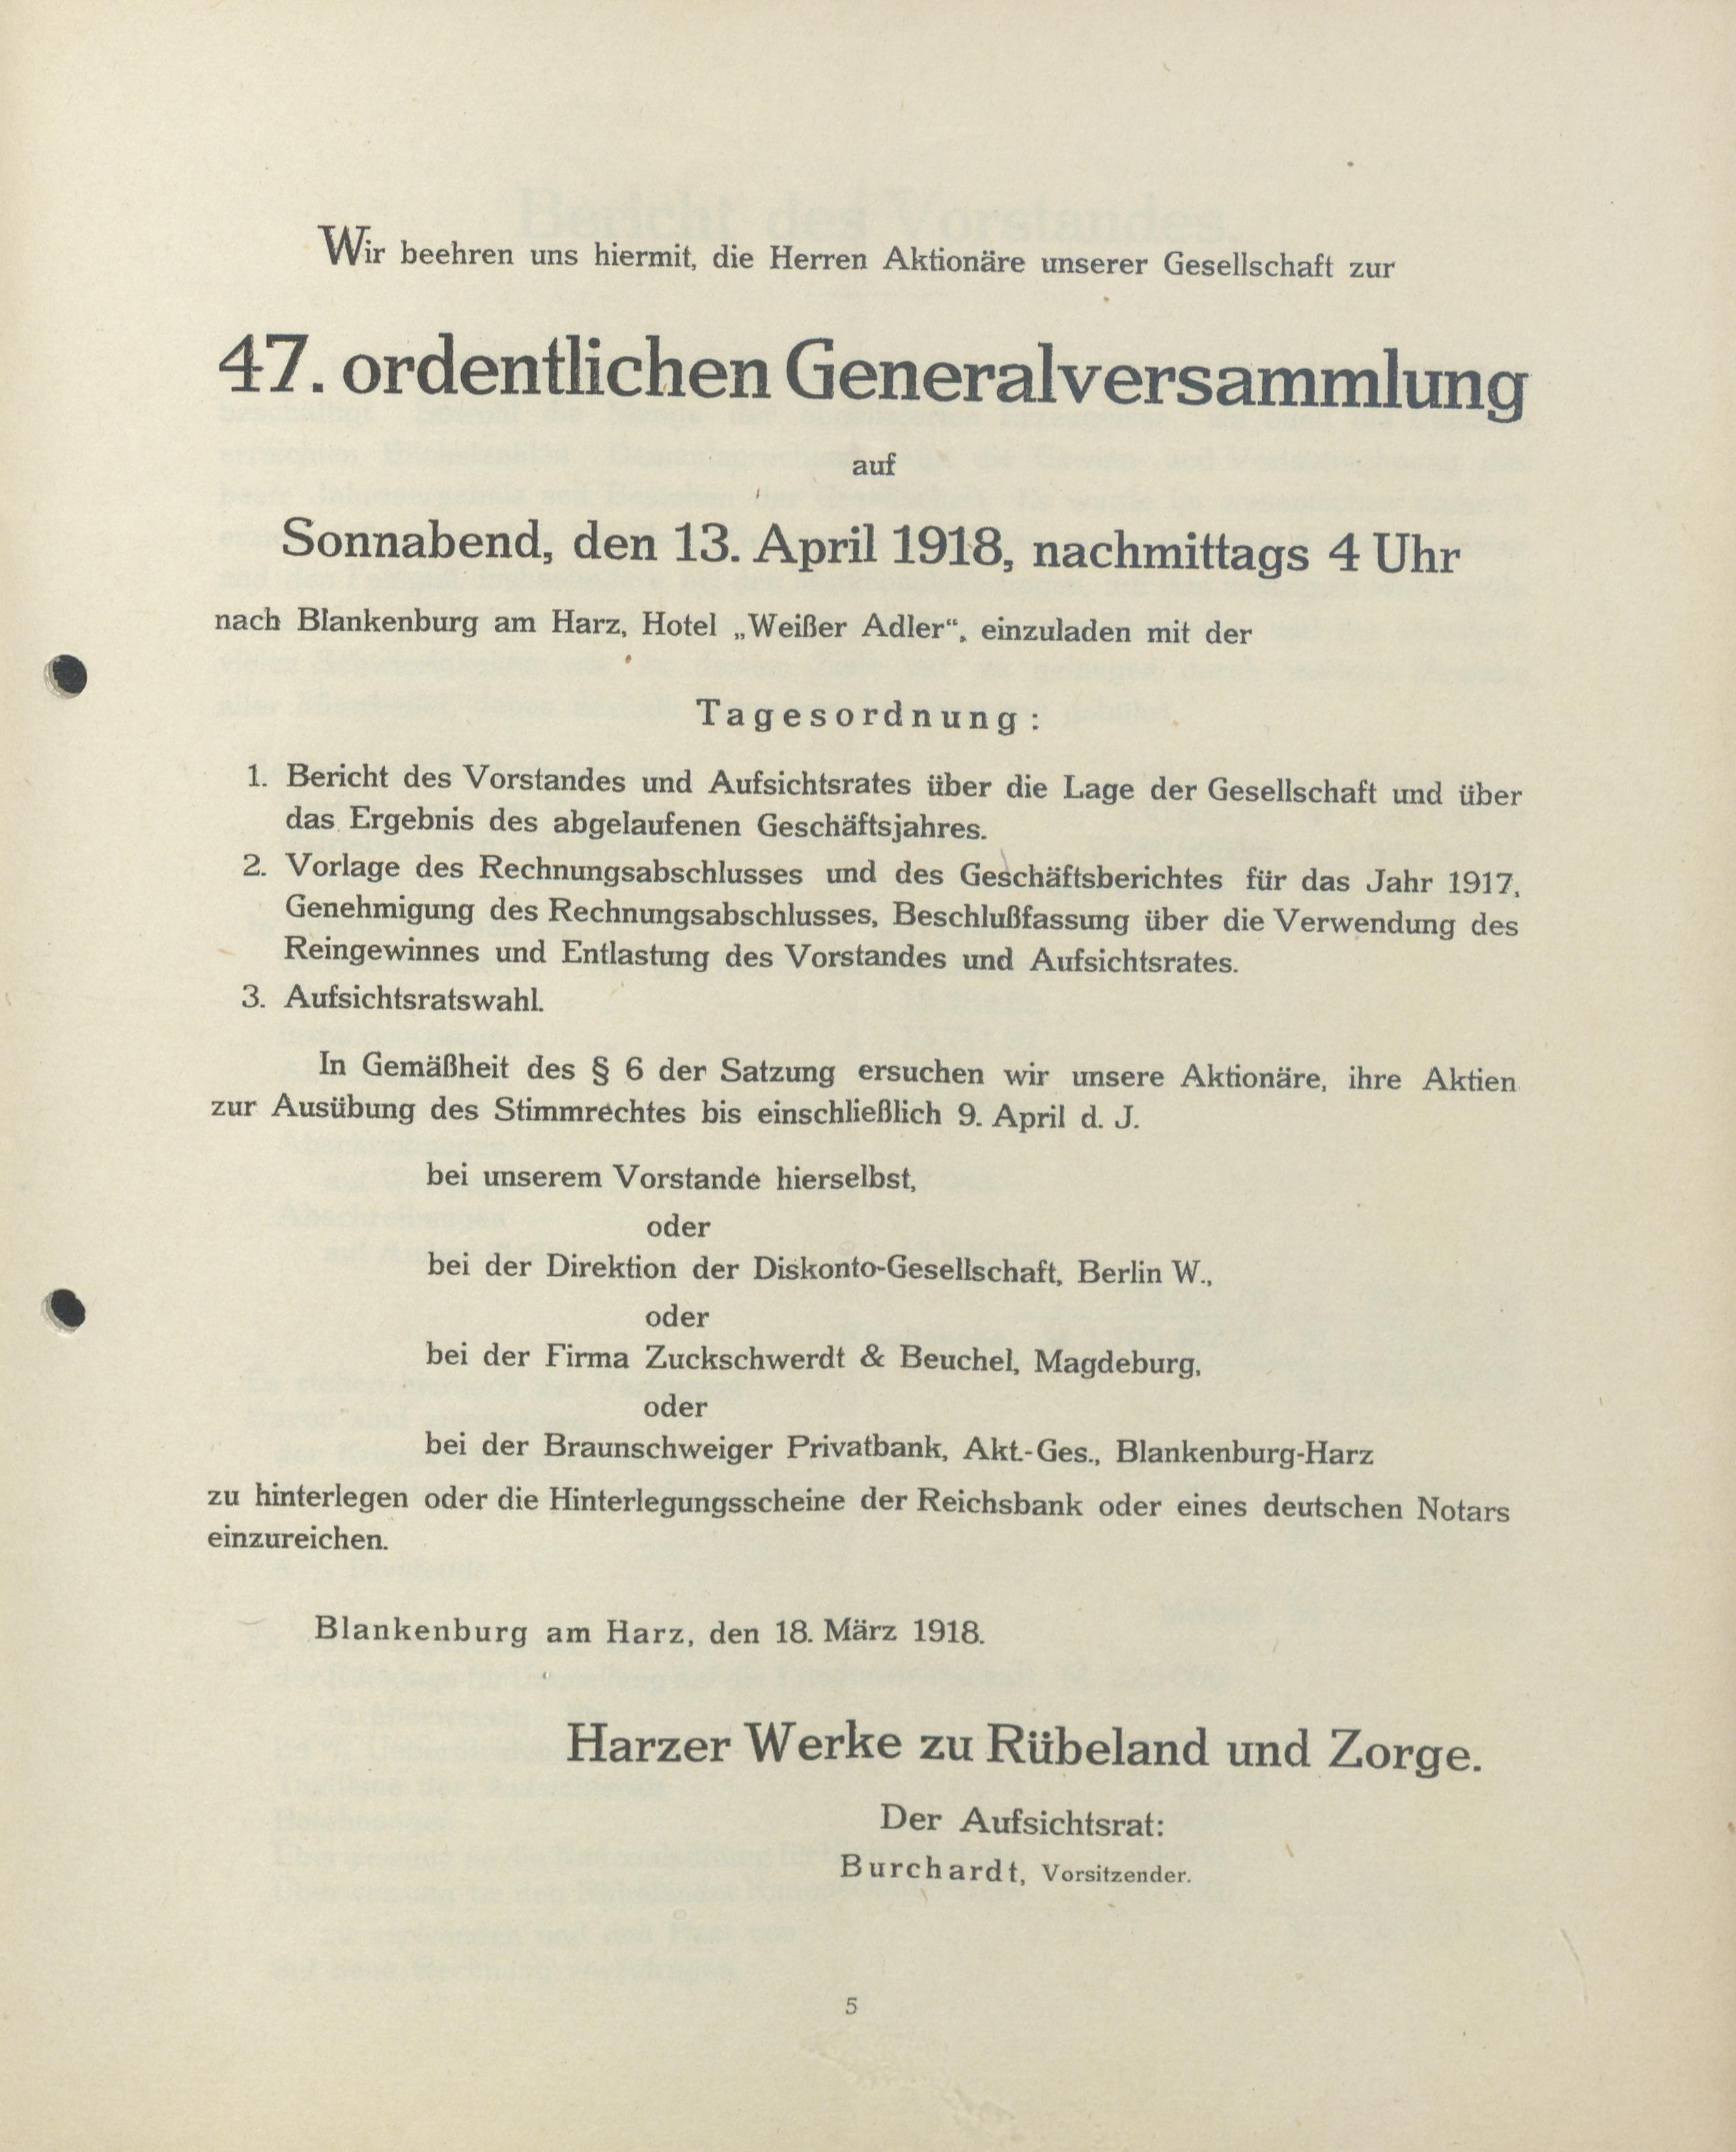 Wir beehren uns hiermit, die Herren Aktionäre unserer Gesellschaft zur
47. ordentlichen Generalversammlung
auf
Sonnabend, den 13. April 1918, nachmittags 4 Uhr
nach Blankenburg am Harz, Hotel „Weißer Adler“, einzuladen mit der
Tagesordnung:
1. Bericht des Vorstandes und Aufsichtsrates über die Lage der Gesellschaft und über
das Ergebnis des abgelaufenen Geschäftsjahres.
2. Vorlage des Rechnungsabschlusses und des Geschäftsberichtes für das Jahr 1917,
Genehmigung des Rechnungsabschlusses, Beschlußfassung über die Verwendung des
Reingewinnes und Entlastung des Vorstandes und Aufsichtsrates.
3. Aufsichtsratswahl.
In Gemäßheit des § 6 der Satzung ersuchen wir unsere Aktionäre, ihre Aktien
zur Ausübung des Stimmrechtes bis einschließlich 9. April d. J.
bei unserem Vorstande hierselbst,
oder
bei der Direktion der Diskonto-Gesellschaft, Berlin W.,
oder
bei der Firma Zuckschwerdt & Beuchel, Magdeburg,
oder
bei der Braunschweiger Privatbank, Akt.-Ges., Blankenburg-Harz
zu hinterlegen oder die Hinterlegungsscheine der Reichsbank oder eines deutschen Notars
einzureichen.
Blankenburg am Harz, den 18. März 1918.
Harzer Werke zu Rübeland und Zorge.
Der Aufsichtsrat:
Burchardt, Vorsitzender.
5